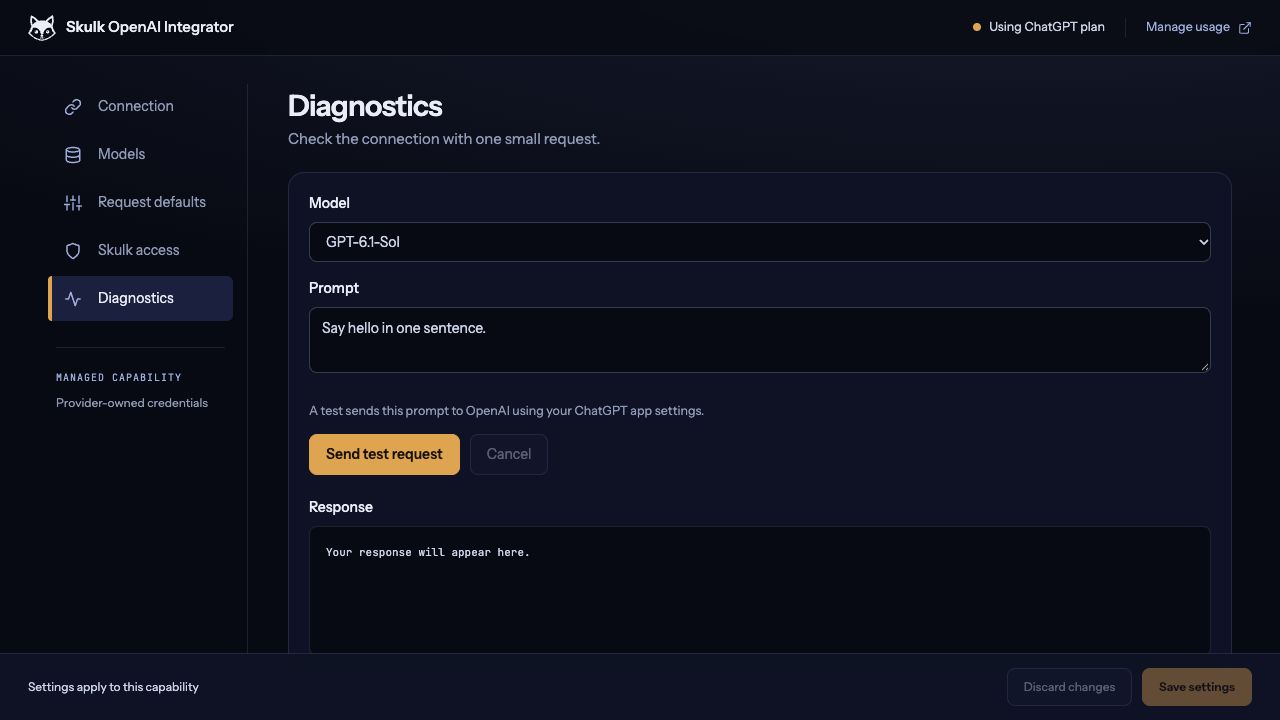 Skulk OpenAI Integrator
Using ChatGPT plan
Manage usage
Connection
Models
Request defaults
Skulk access
Diagnostics
MANAGED CAPABILITY
Provider-owned credentials
Diagnostics
Check the connection with one small request.
Model
GPT-6.1-Sol
Prompt
Say hello in one sentence.
A test sends this prompt to OpenAI using your ChatGPT app settings.
Send test request
Cancel
Response
Your response will appear here.
Settings apply to this capability
Discard changes
Save settings